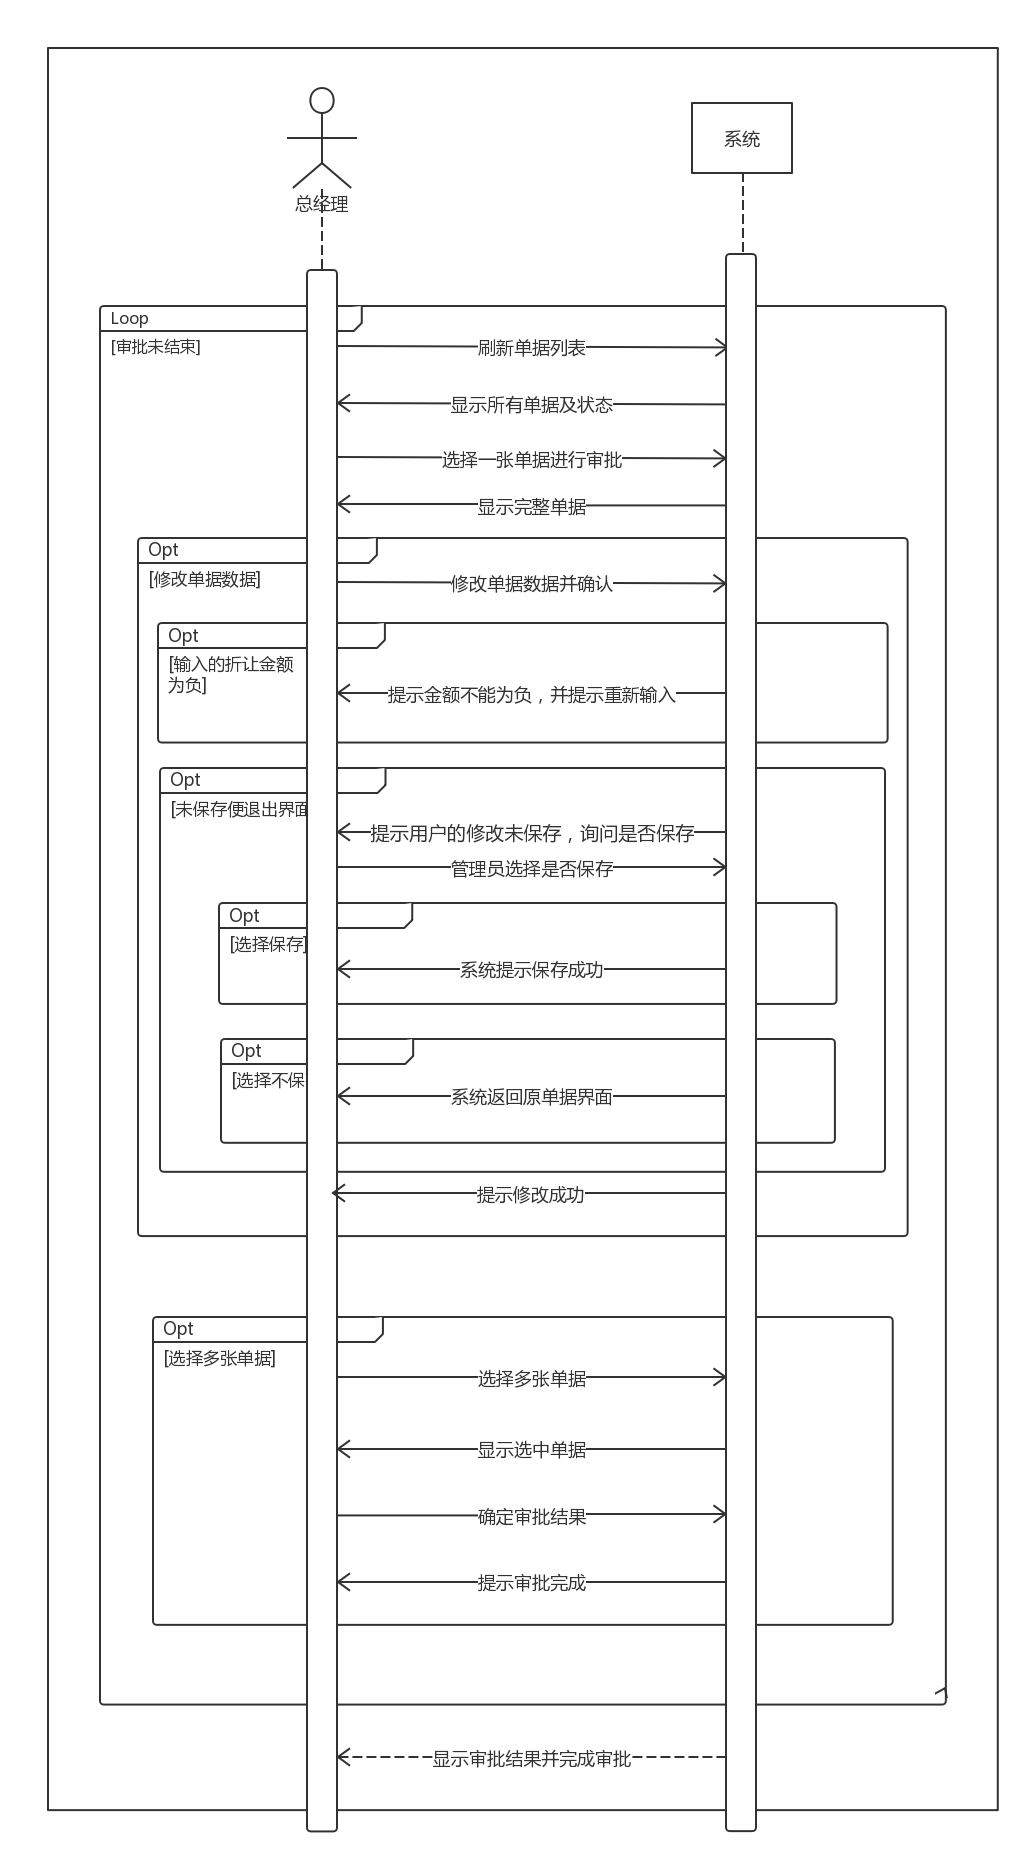 系统
总经理
Loop
[审批未结束]
刷新单据列表
显示所有单据及状态
选择一张单据进行审批
显示完整单据
Opt
[修改单据数据]
修改单据数据并确认
Opt
[输入的折让金额
为负]
提示金额不能为负，并提示重新输入
Opt
[未保存便退出界面
提示用户的修改未保存，询问是否保存
管理员选择是否保存
Opt
[选择保存]
系统提示保存成功
Opt
[选择不保
系统返回原单据界面
提示修改成功
Opt
[选择多张单据]
选择多张单据
显示选中单据
确定审批结果
提示审批完成
显示审批结果并完成审批